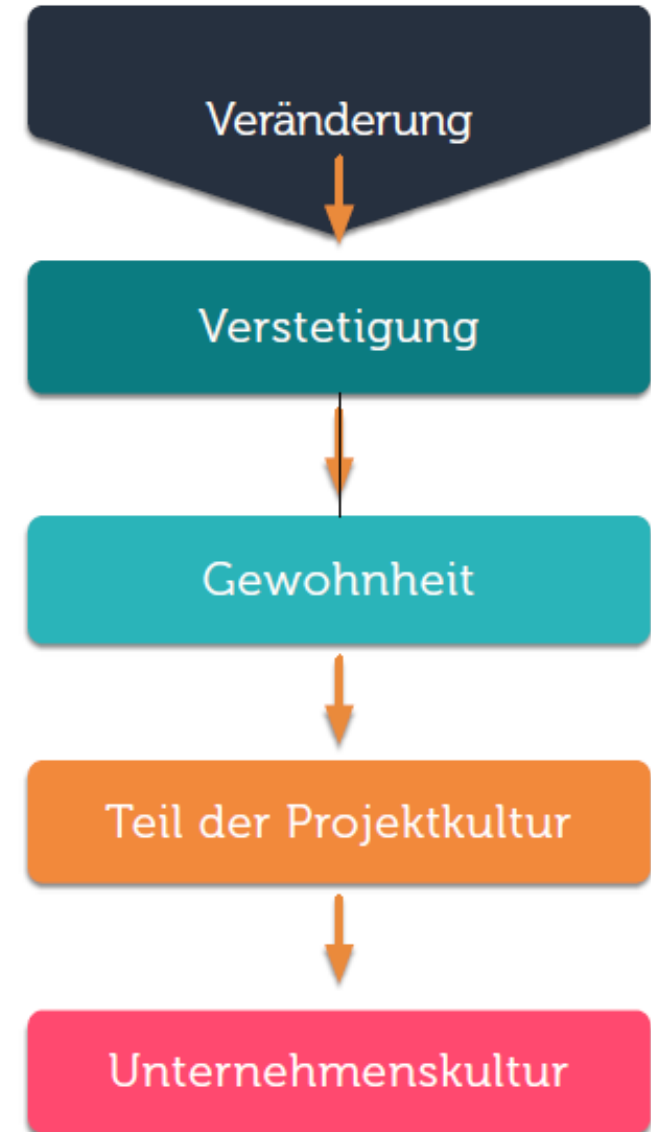 Veränderung
Verstetigung
Gewohnheit
Teil der Projektkultur
Unternehmenskultur